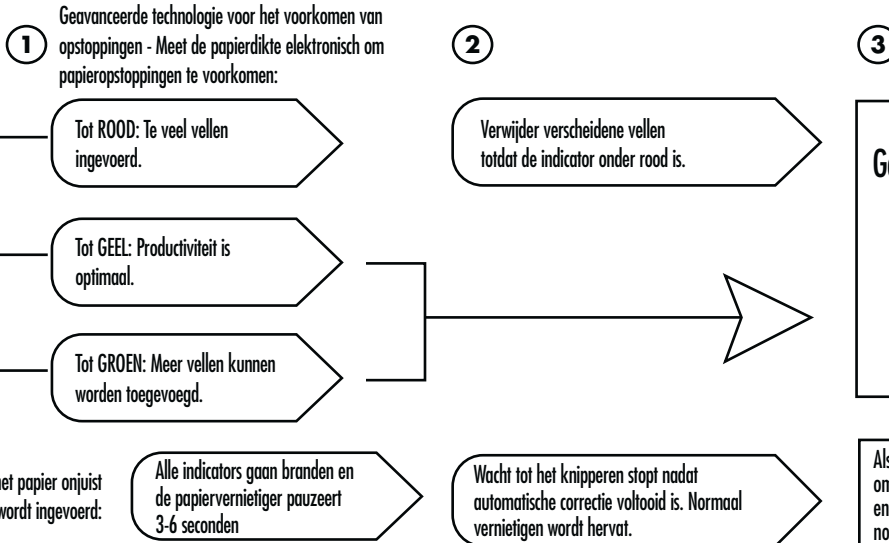 1
Geavanceerde technologie voor het voorkomen van
opstoppingen - Meet de papierdikte elektronisch om
papieropstoppingen te voorkomen:
2
3
Tot ROOD: Te veel vellen
ingevoerd.
Verwijder verscheidene vellen
totdat de indicator onder rood is.
Tot GEEL: Productiviteit is
optimaal.
Tot GROEN: Meer vellen kunnen
worden toegevoegd.
papier onjuist
wordt ingevoerd:
Alle indicators gaan branden en
de papiervernietiger pauzeert
3-6 seconden
Wacht tot het knipperen stopt nadat
automatische correctie voltooid is. Normaal
vernietigen wordt hervat.